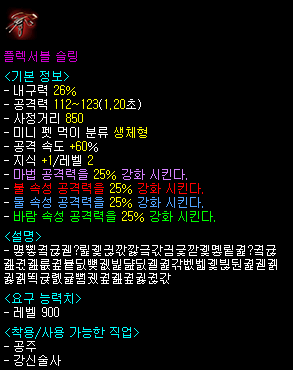 플렉서블 슬링
<기본 정보>
- 내구력 26%
- 공격력 112~123(1,20초)
- 사정거리 850
- 미니 펫 먹이 분류 생체형
- 공격 속도 +60%
- 지식 +1/레벨 2
- 마법 공격력을 25% 강화 시킨다.
- 불 속성 공격력을 25% 강화 시킨다.
- 물 속성 공격력을 25% 강화 시킨다.
- 바람 속성 공격력을 25% 강화 시킨다.
<설명>
<요구 능력치>
- 레벨 900
<착용/사용 가능한 직업>
- 공주
- 강신술사